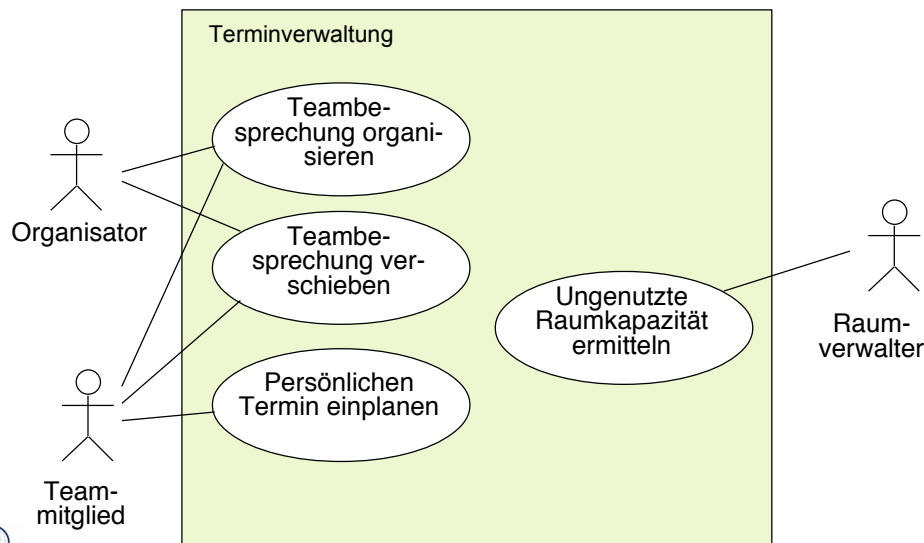 Terminverwaltung
Teambe-
sprechung organi-
sieren
Organisator
Teambe-
sprechung ver-
schieben
Ungenutzte
Raumkapazität
ermitteln
Raum-
verwalter
Persönlichen
Termin einplanen
Team-
mitglied